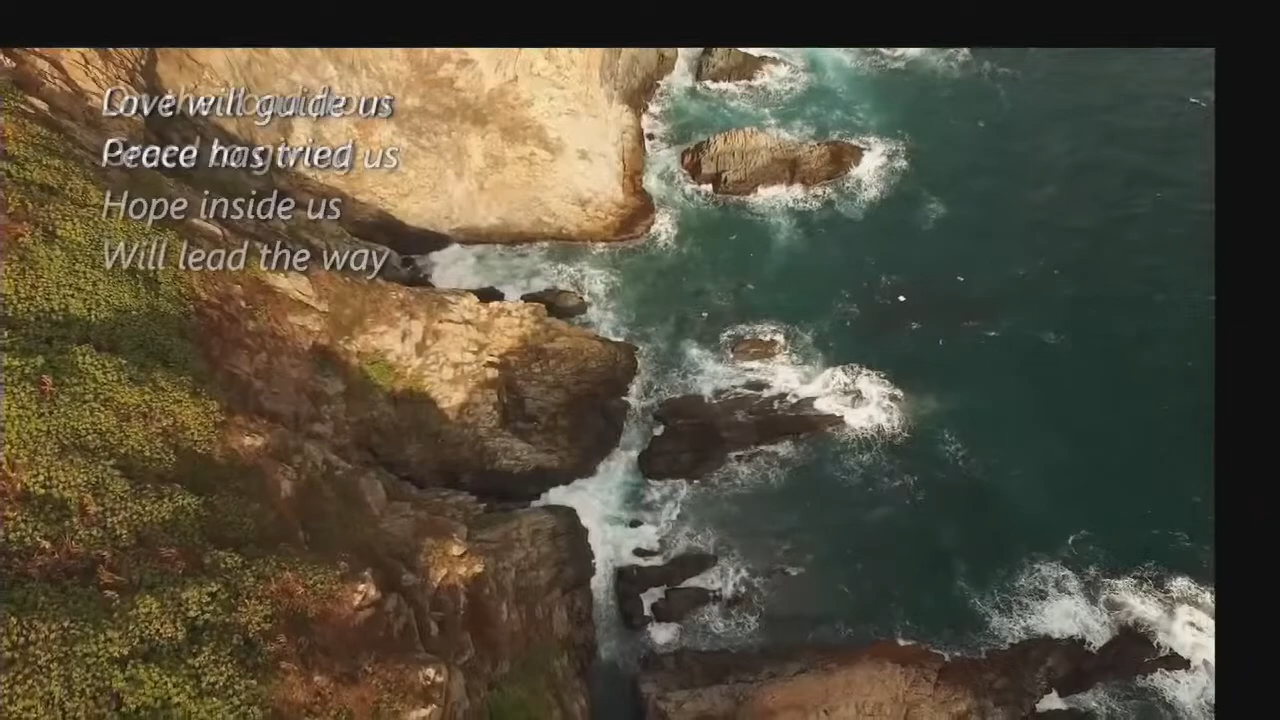 Love will guide us
Peace has tried us
Hope inside us
Will lead the way